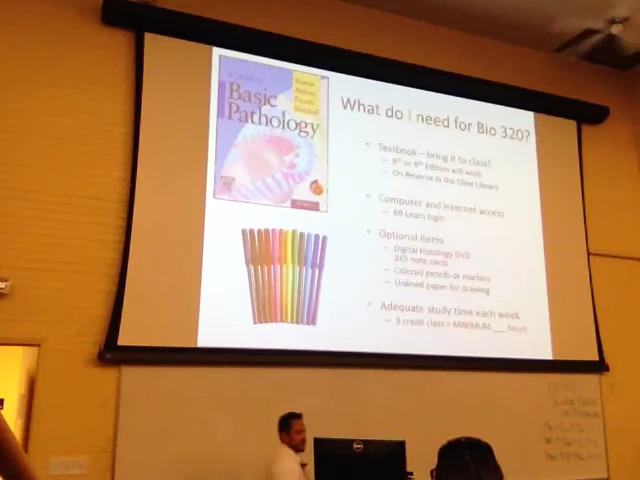 Basic
Pathology
What do I need for Bio 320?
• Textbook—bring it to class!
– 8th or 9th Edition will work
– On Reserve in the Cline Library
• Computer and internet access
– BB Learn login
• Optional items
– Digital Histology DVD
3X5 note cards
– Colored pencils or markers
– Unlined paper for drawing
• Adequate study time each week
– 3 credit class = MINIMUM ___ hours
DELL